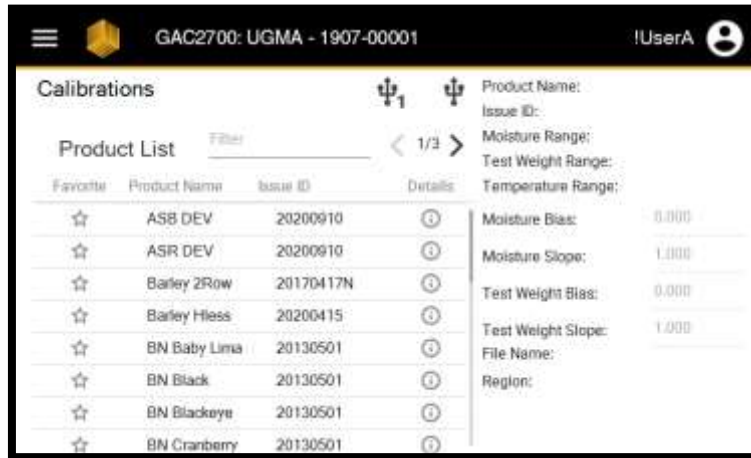 GAC2700: UGMA - 1907-00001 !UserA
Calibrations 1
Product List Filter 1/3
Favorite Product Name Issue ID Details
ASB DEV 20200910
ASR DEV 20200910
Barley 2Row 20170417N
Barley Hless 20200415
BN Baby Lima 20130501
BN Black 20130501
BN Blackeye 20130501
BN Cranberry 20130501
Product Name:
Issue ID:
Moisture Range:
Test Weight Range:
Temperature Range:
Moisture Bias: 0.000
Moisture Slope: 1.000
Test Weight Bias: 0.000
Test Weight Slope: 1.000
File Name:
Region: